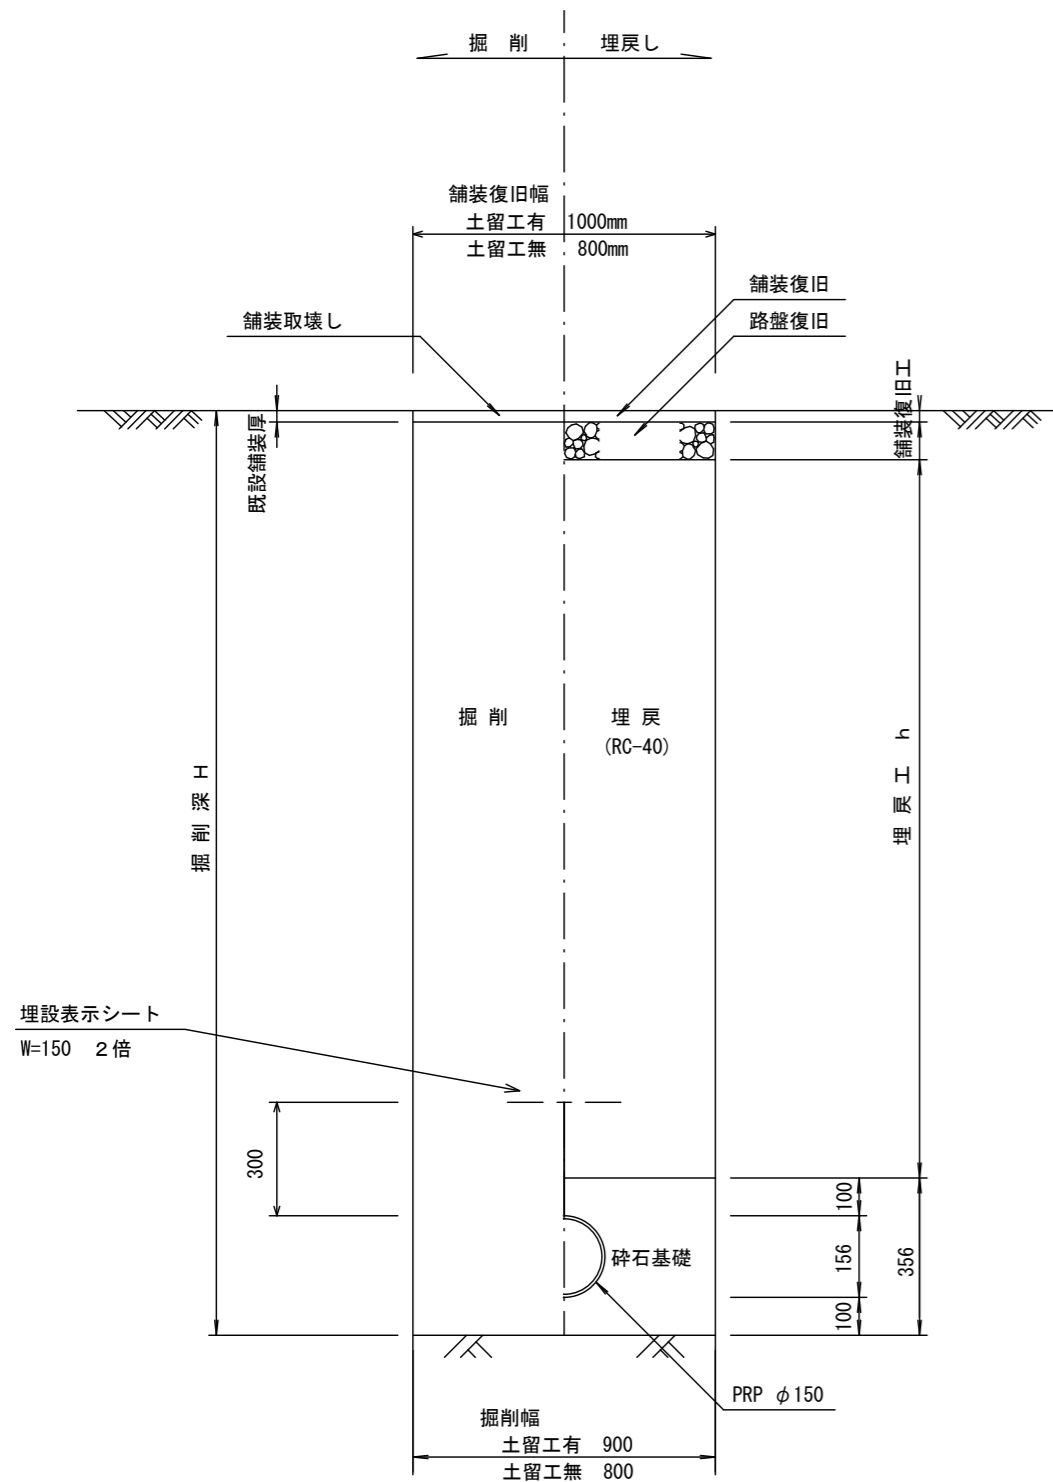 掘 削
埋戻し
舗装復旧幅
土留工有 1000mm
土留工無 800mm
舗装復旧
舗装取壊し
路盤復旧
既設舗装厚
舗装復旧工
掘 削
埋 戻
(RC-40)
掘 削 深 H
埋 戻 工 h
埋設表示シート
W=150 2倍
300
100
156
100
356
砕石基礎
PRP φ150
掘削幅
土留工有 900
土留工無 800